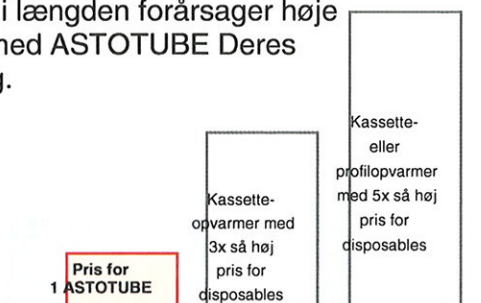 i længden forårsager høje
med ASTOTUBE Deres
Kassette-
eller
profilopvarmer
med 5x så høj
pris for
disposables
Kassette-
opvarmer med
3x så høj
pris for
disposables
Pris for
1 ASTOTUBE